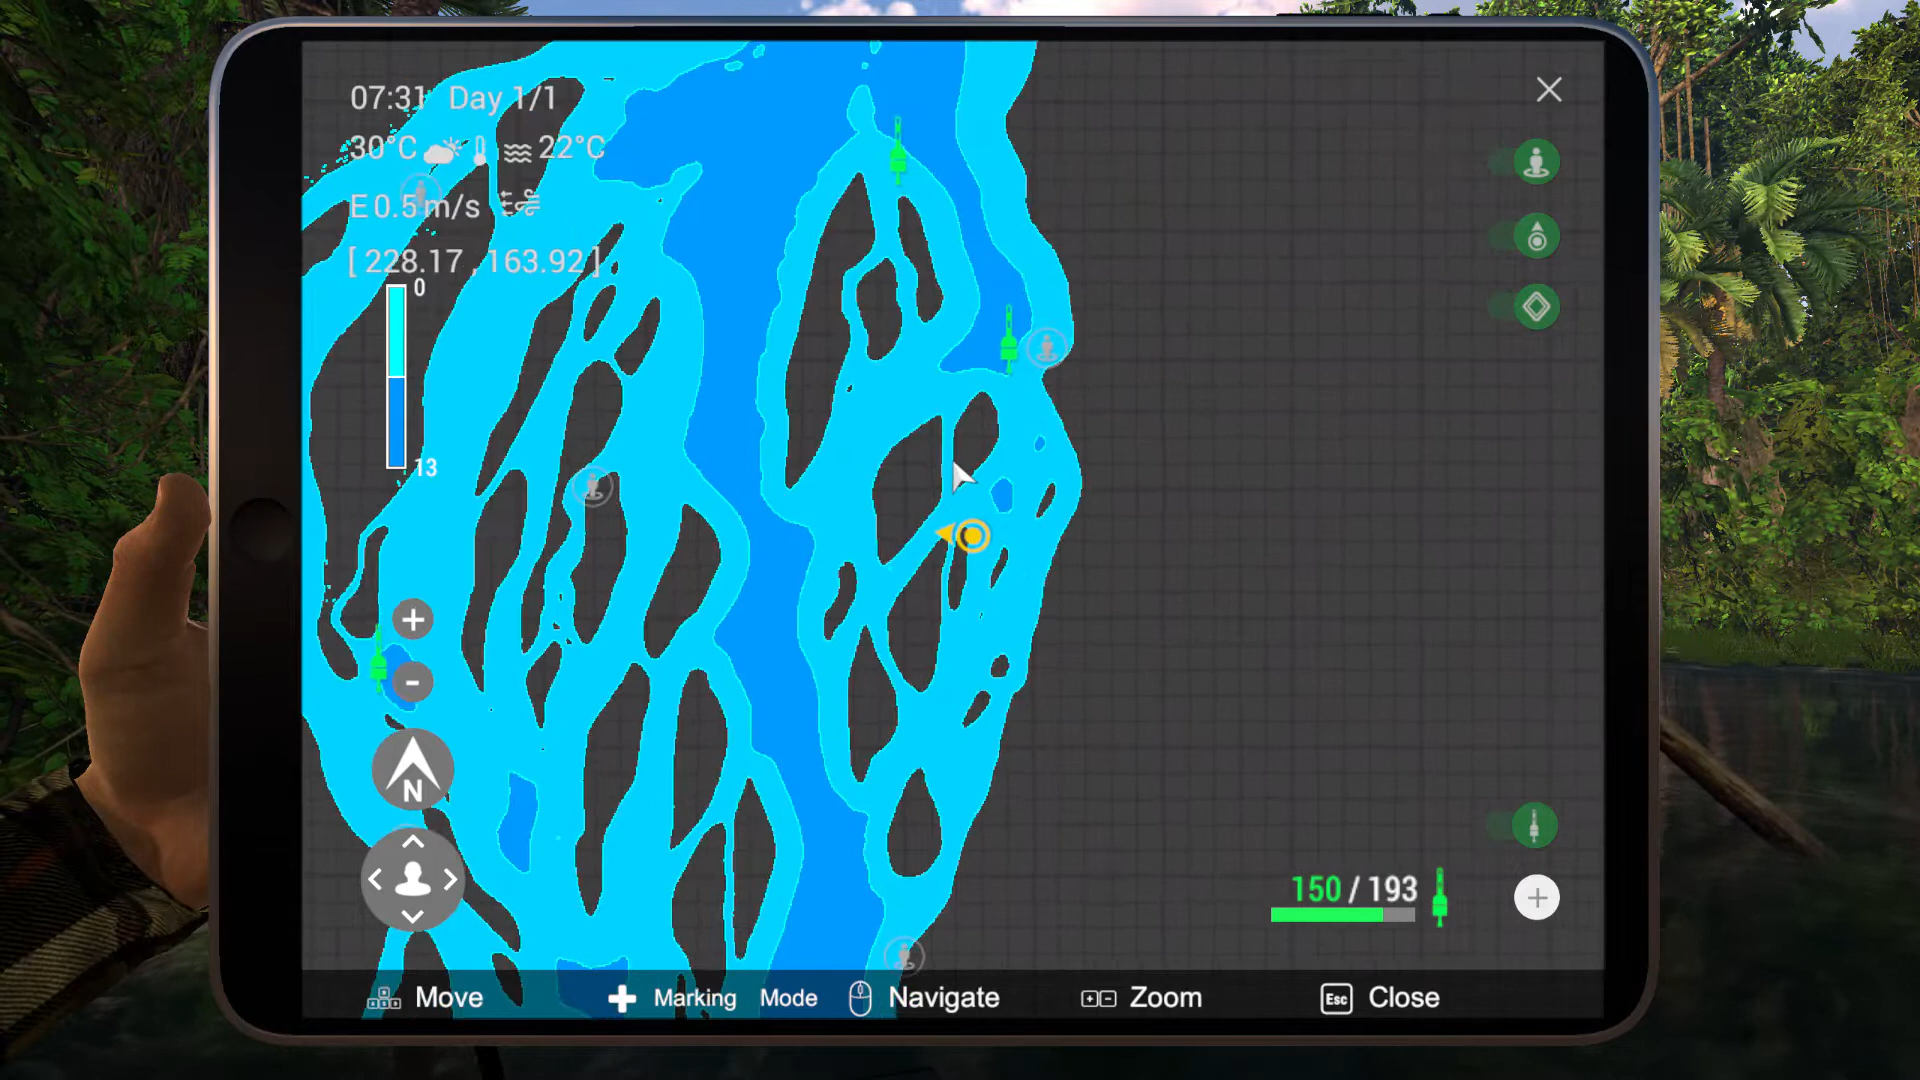 07:31 Day 1/1
30°C 22°C
E 0.5 m/s
[ 228.17 , 163.92 ]
0
13
+
-
N
150 / 193
+
Move
Marking Mode
Navigate
Zoom
Esc Close